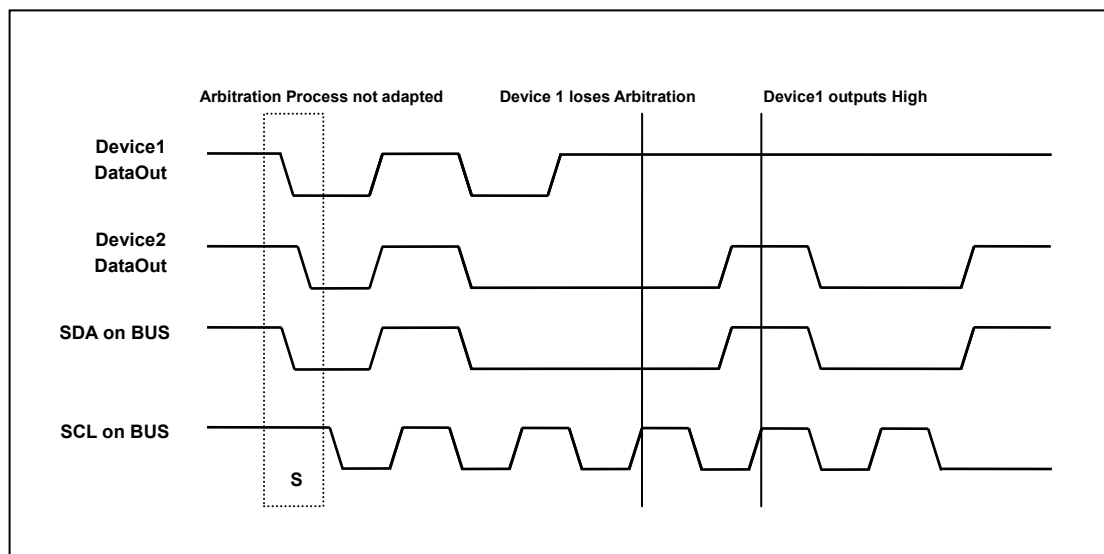 Arbitration Process not adapted
Device 1 loses Arbitration
Device1 outputs High
Device1
DataOut
Device2
DataOut
SDA on BUS
SCL on BUS
S